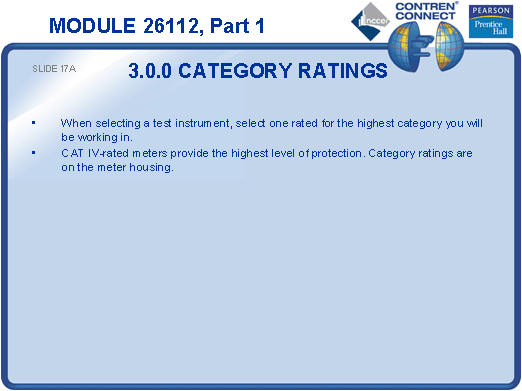 MODULE 26112, Part 1
nccer
CONTREN®
CONNECT
PEARSON
Prentice
Hall
SLIDE 17A
3.0.0 CATEGORY RATINGS
• When selecting a test instrument, select one rated for the highest category you will
be working in.
• CAT IV-rated meters provide the highest level of protection. Category ratings are
on the meter housing.